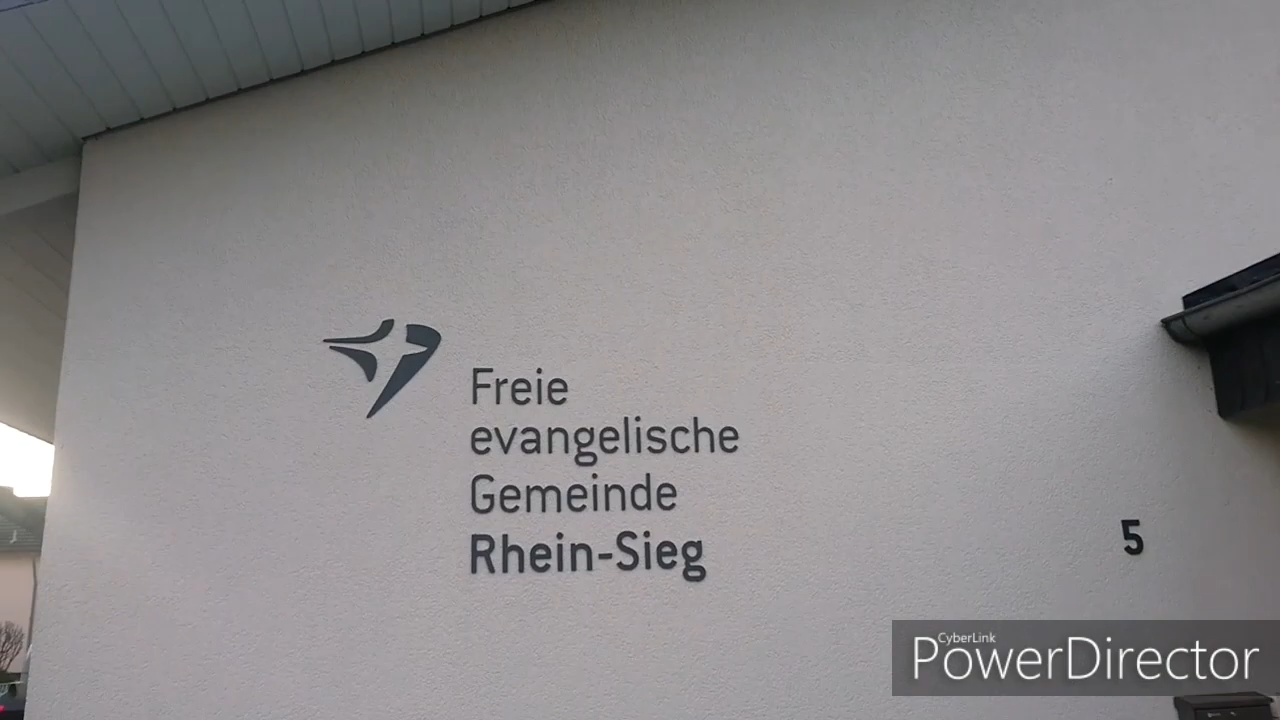 Freie
evangelische
Gemeinde
Rhein-Sieg
5
CyberLink
PowerDirector